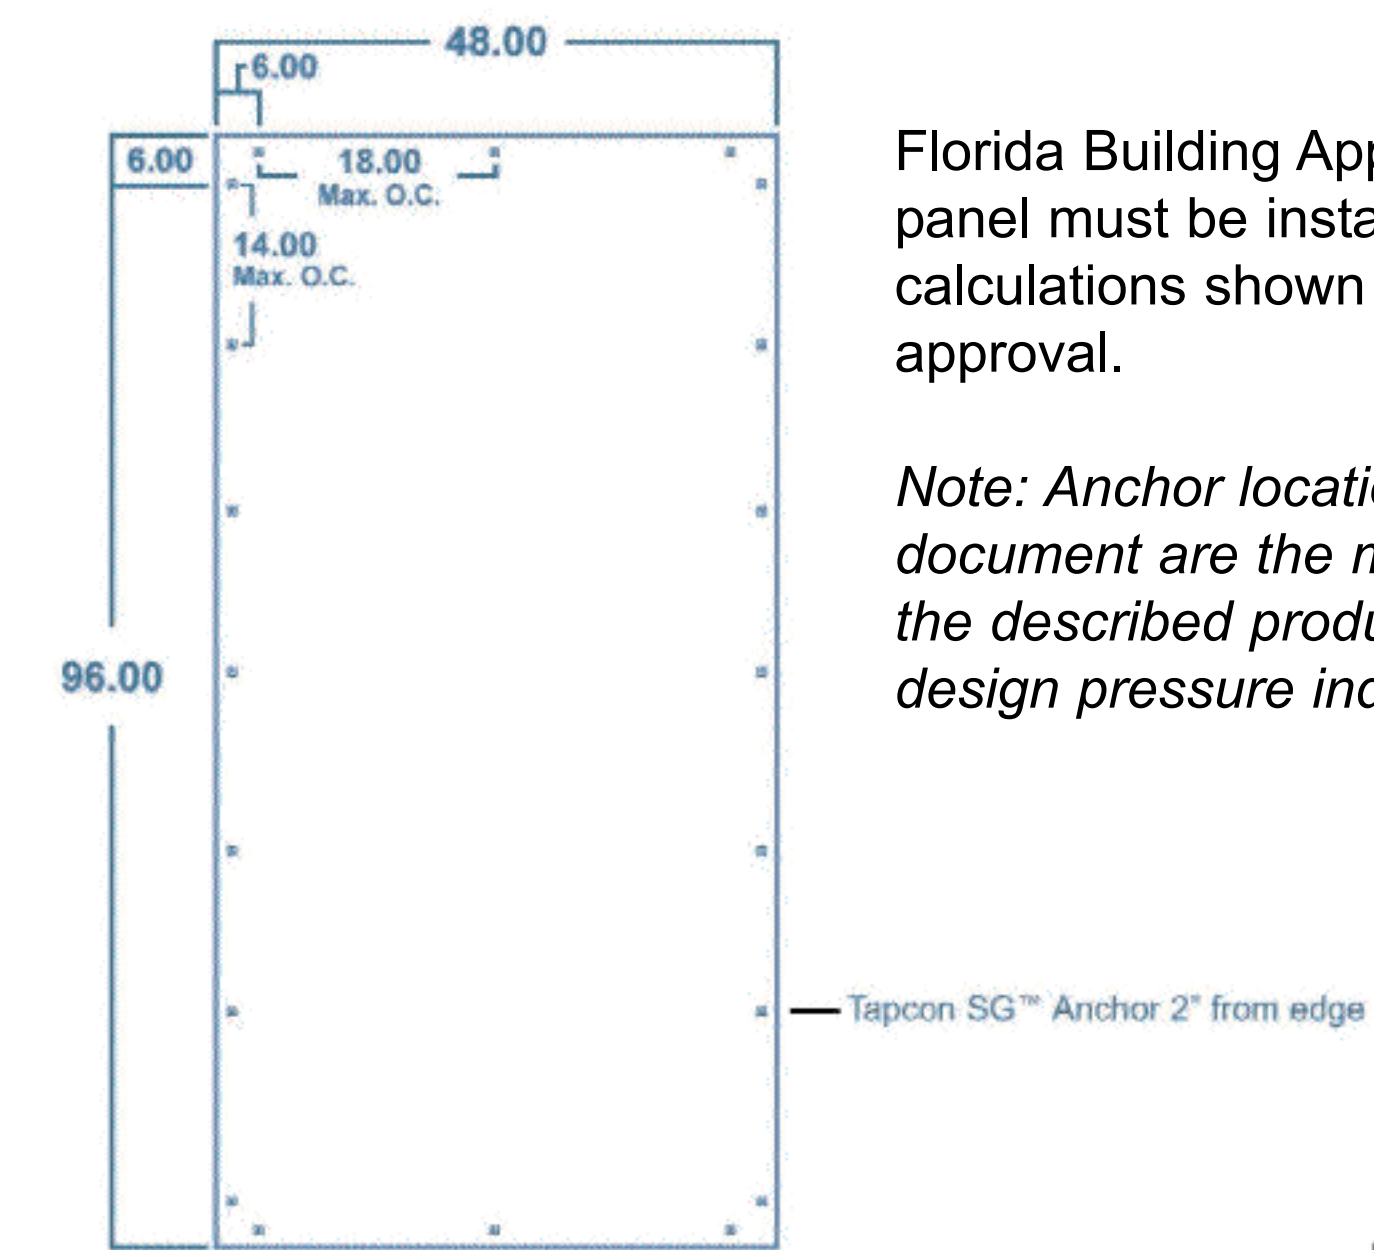 48.00
6.00
6.00
18.00
Max. O.C.
14.00
Max. O.C.
96.00
Florida Building App
panel must be insta
calculations shown
approval.
Note: Anchor locatio
document are the n
the described produ
design pressure ind
Tapcon SG™ Anchor 2" from edge